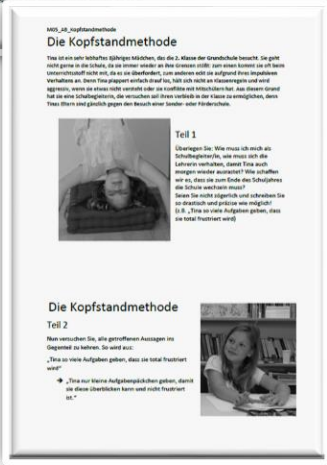 M05_AB_Kopfstandmethode
Die Kopfstandmethode
Tina ist ein sehr lebhaftes 8jähriges Mädchen, das die 2. Klasse der Grundschule besucht. Sie geht
nicht gerne in die Schule, da sie immer wieder an ihre Grenzen stößt: zum einen kommt sie oft beim
Unterrichtsstoff nicht mit, da es sie überfordert, zum anderen eckt sie aufgrund ihres impulsiven
Verhaltens an. Denn Tina plappert einfach drauf los, hält sich nicht an Klassenregeln und wird
aggressiv, wenn sie etwas nicht versteht oder sie Konflikte mit Mitschülern hat. Aus diesem Grund
hat sie eine Schulbegleiterin, die versuchen soll ihren Verbleib in der Klasse zu ermöglichen, denn
Tinas Eltern sind gänzlich gegen den Besuch einer Sonder- oder Förderschule.
Teil 1
Überlegen Sie: Wie muss ich mich als
Schulbegleiter/in, wie muss sich die
Lehrerin verhalten, damit Tina auch
morgen wieder ausrastet? Wie schaffen
wir es, dass sie zum Ende des Schuljahres
die Schule wechseln muss?
Seien Sie nicht zögerlich und schreiben Sie
so drastisch und präzise wie möglich!
(z.B. „Tina so viele Aufgaben geben, dass
sie total frustriert wird)
Die Kopfstandmethode
Teil 2
Nun versuchen Sie, alle getroffenen Aussagen ins
Gegenteil zu kehren. So wird aus:
„Tina so viele Aufgaben geben, dass sie total frustriert
wird“
➔ „Tina nur kleine Aufgabenpäckchen geben, damit
sie diese überblicken kann und nicht frustriert
ist.“